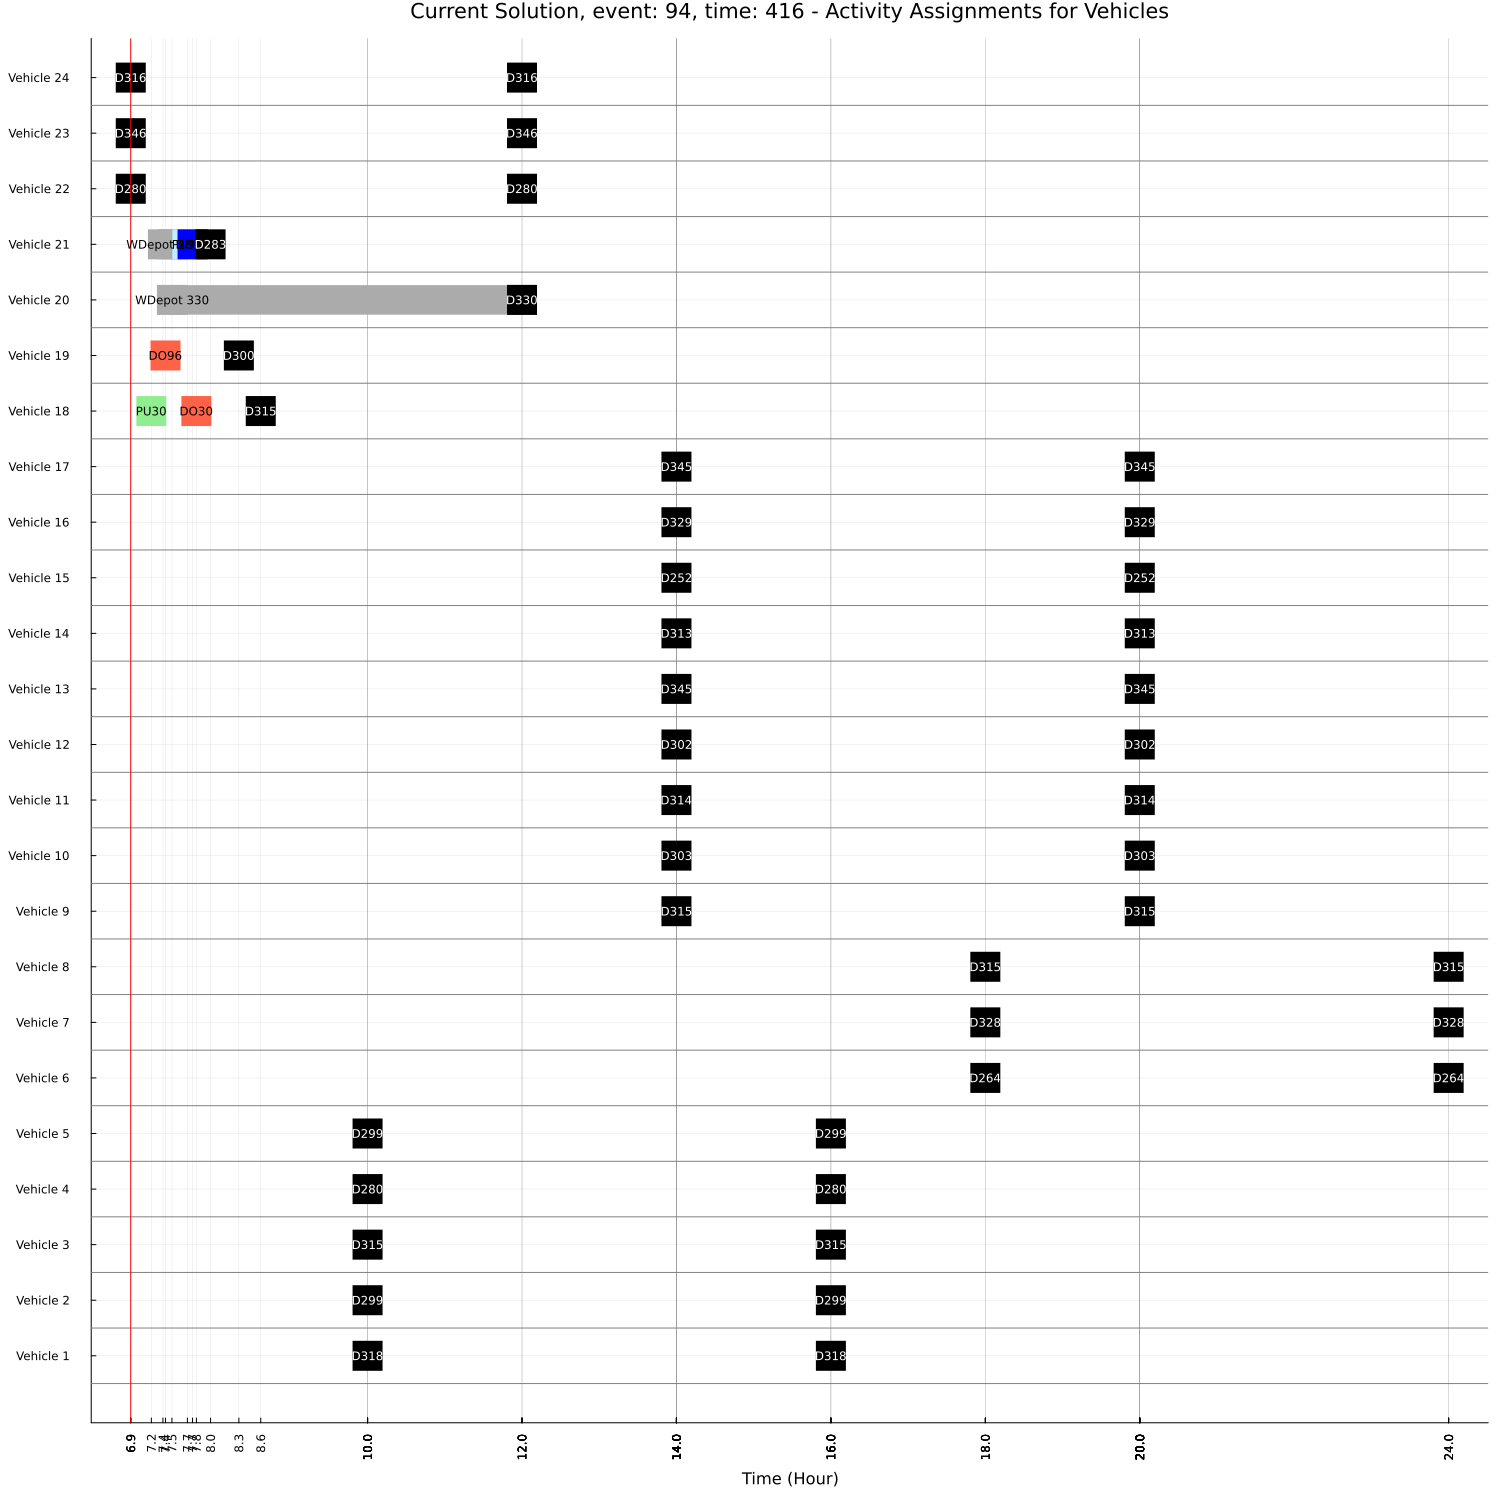 Current Solution, event: 94, time: 416 - Activity Assignments for Vehicles
Vehicle 24 D316 D316
Vehicle 23 D346 D346
Vehicle 22 D280 D280
Vehicle 21 WDepot D283
Vehicle 20 WDepot 330 D330
Vehicle 19 DO96 D300
Vehicle 18 PU30 DO30 D315
Vehicle 17 D345 D345
Vehicle 16 D329 D329
Vehicle 15 D252 D252
Vehicle 14 D313 D313
Vehicle 13 D345 D345
Vehicle 12 D302 D302
Vehicle 11 D314 D314
Vehicle 10 D303 D303
Vehicle 9 D315 D315
Vehicle 8 D315 D315
Vehicle 7 D328 D328
Vehicle 6 D264 D264
Vehicle 5 D299 D299
Vehicle 4 D280 D280
Vehicle 3 D315 D315
Vehicle 2 D299 D299
Vehicle 1 D318 D318
6.9 7.2 7.5 7.8 8.0 8.3 8.6 10.0 12.0 14.0 16.0 18.0 20.0 24.0
Time (Hour)